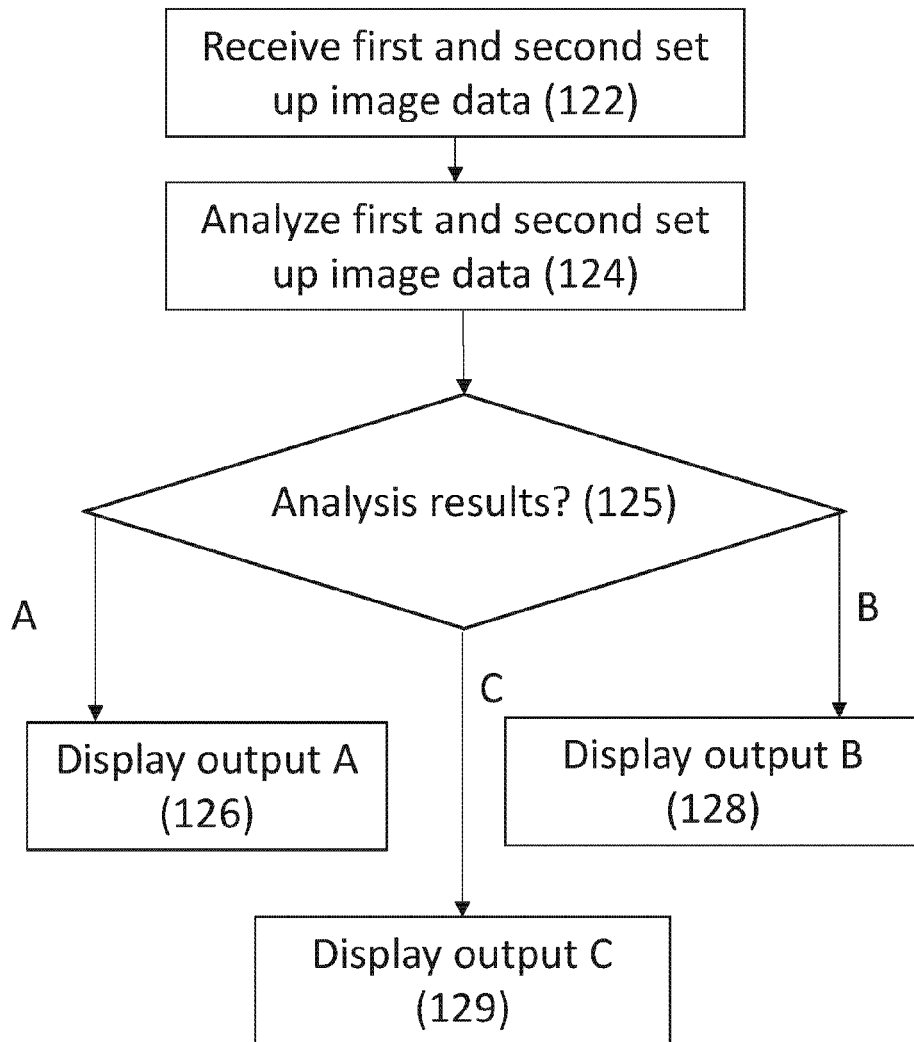 Receive first and second set
up image data (122)
Analyze first and second set
up image data (124)
Analysis results? (125)
A
B
C
Display output A
(126)
Display output B
(128)
Display output C
(129)